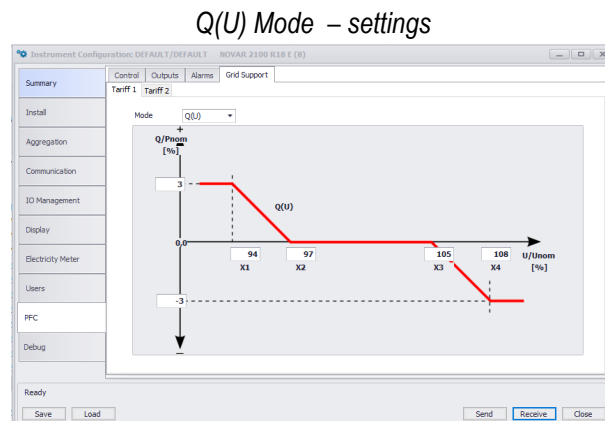 Q(U) Mode – settings
Instrument Configuration: DEFAULT/DEFAULT NOVAR 2100 R18 E (8)
Summary
Install
Aggregation
Communication
IO Management
Display
Electricity Meter
Users
PFC
Debug
Control Outputs Alarms Grid Support
Tariff 1 Tariff 2
Mode Q(U)
+
Q/Pnom
[%]
3
Q(U)
0,0
94 97 105 108 U/Unom
X1 X2 X3 X4 [%]
-3
–
Ready
Save Load Send Receive Close